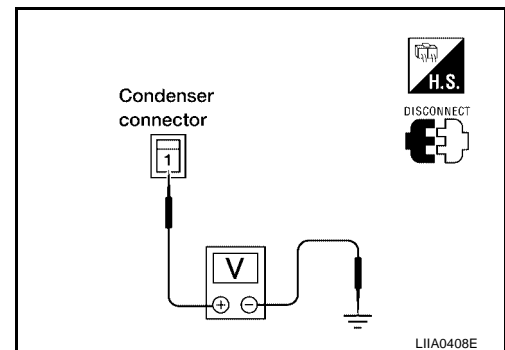 Condenser
connector
1
H.S.
DISCONNECT
V
+ −
LIIA0408E